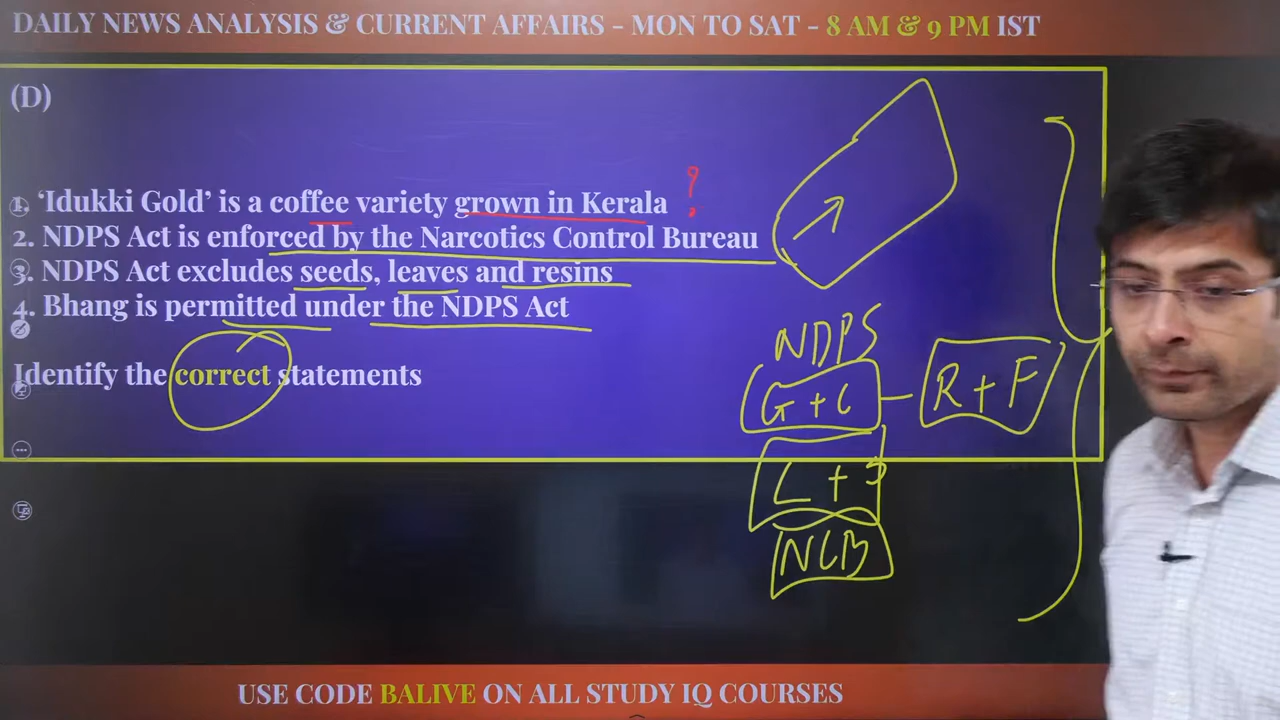 DAILY NEWS ANALYSIS & CURRENT AFFAIRS - MON TO SAT - 8 AM & 9 PM IST
(D)
1. 'Idukki Gold' is a coffee variety grown in Kerala ?
2. NDPS Act is enforced by the Narcotics Control Bureau
3. NDPS Act excludes seeds, leaves and resins
4. Bhang is permitted under the NDPS Act
Identify the correct statements
NDPS
G + C - R + F
L +
NCB
USE CODE BALIVE ON ALL STUDY IQ COURSES